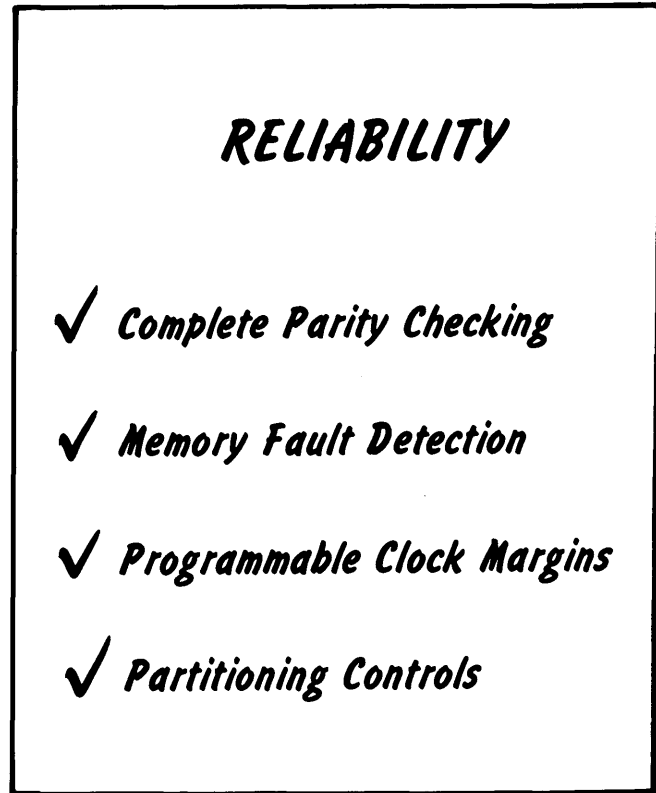 RELIABILITY
✓ Complete Parity Checking
✓ Memory Fault Detection
✓ Programmable Clock Margins
✓ Partitioning Controls